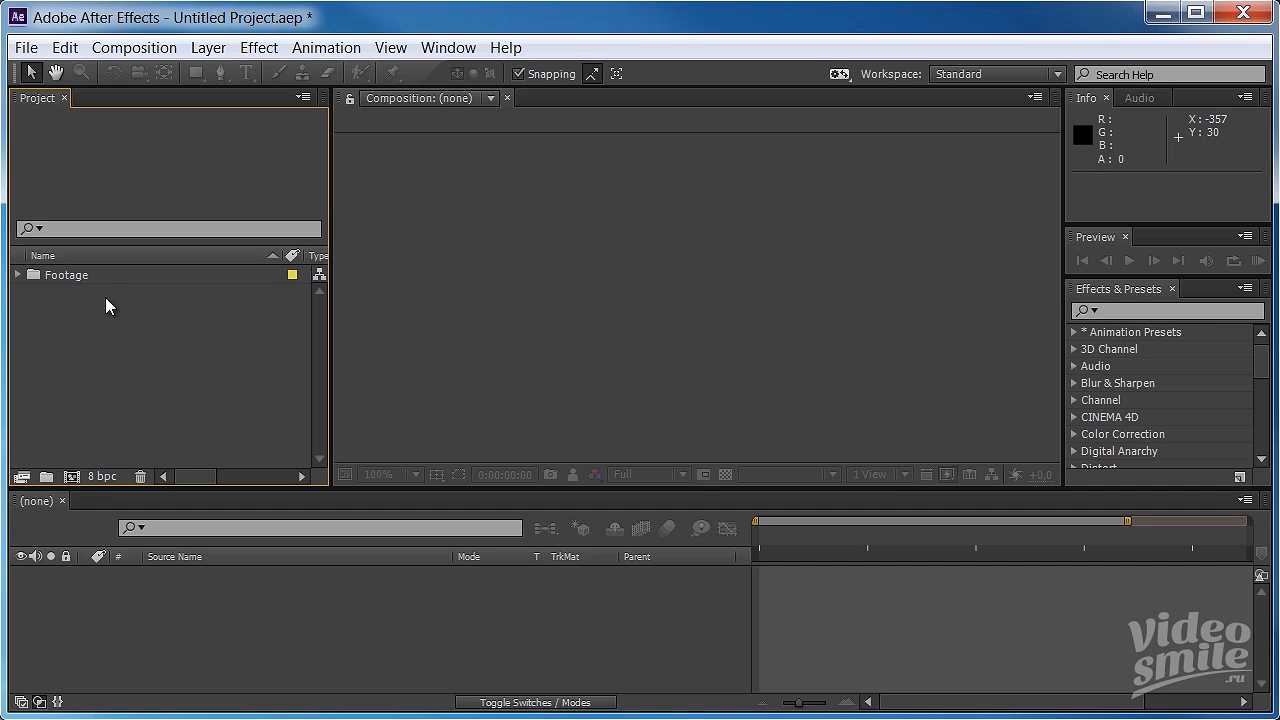 Adobe After Effects - Untitled Project.aep *
File Edit Composition Layer Effect Animation View Window Help
Snapping Workspace: Standard Search Help
Project Composition: (none) Info Audio
R: X: -357
G: Y: 30
B:
A: 0
Preview
Name Type
Footage
Effects & Presets
* Animation Presets
3D Channel
Audio
Blur & Sharpen
Channel
CINEMA 4D
Color Correction
Digital Anarchy
Distort
8 bpc 100% 0:00:00:00 Full 1 View +0,0
(none)
# Source Name Mode T TrkMat Parent
Toggle Switches / Modes
video
smile
.ru